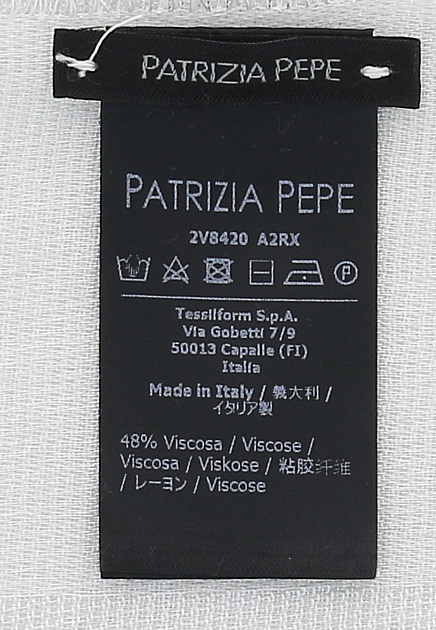 PATRIZIA PEPE
PATRIZIA PEPE
2V8420 A2RX
P
Tessilform S.p.A.
Via Gobetti 7/9
50013 Capalle (FI)
Italia
Made in Italy / 義大利 /
イタリア製
48% Viscosa / Viscose /
Viscosa / Viskose / 粘胶纤维
/ レーヨン / Viscose